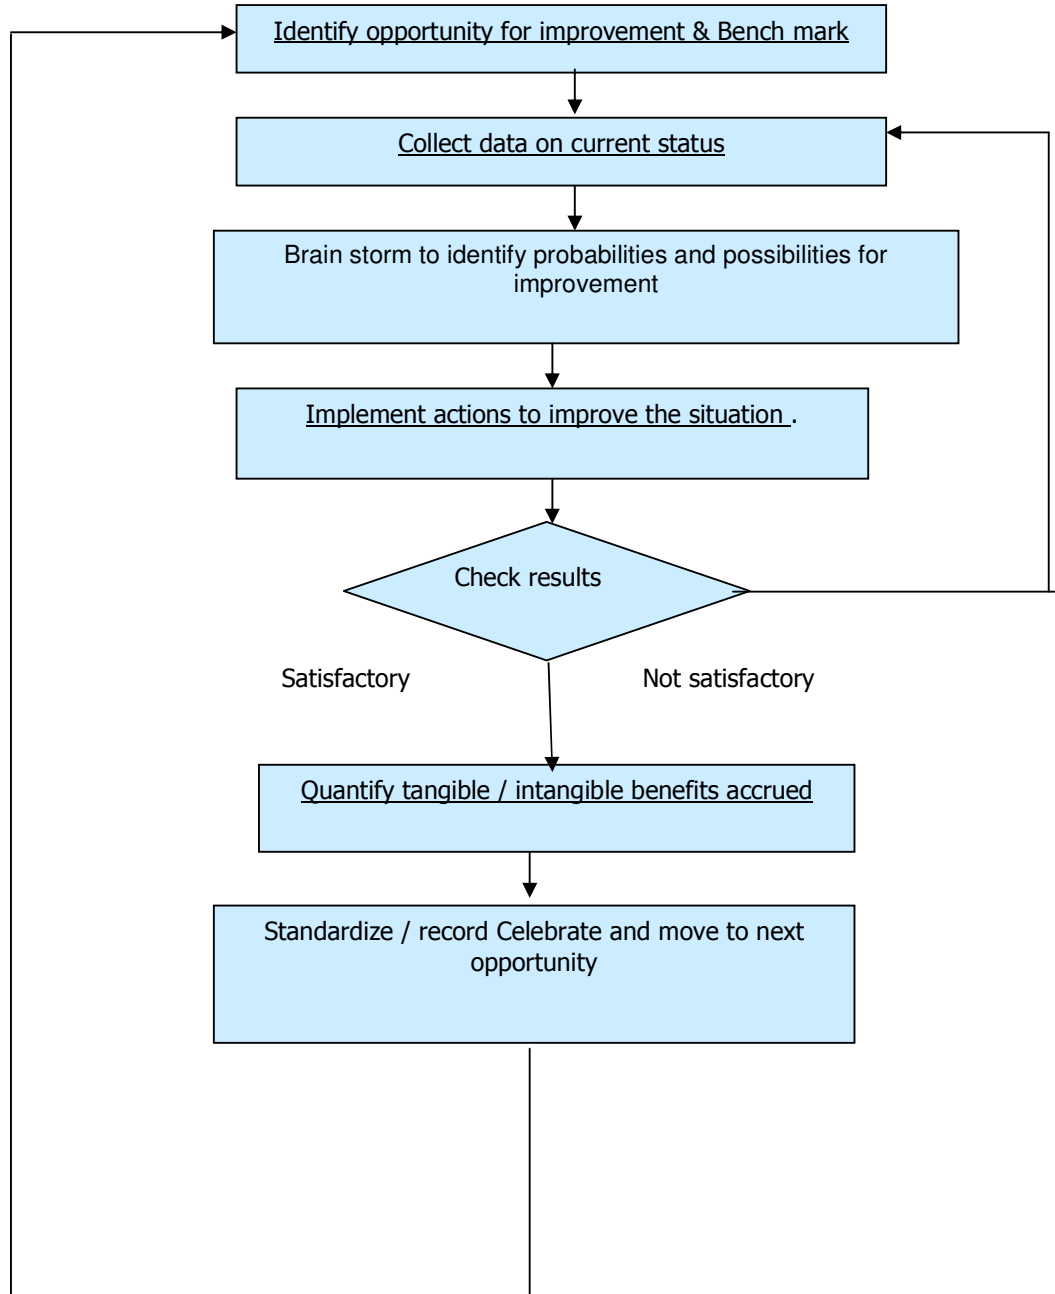 Identify opportunity for improvement & Bench mark
Collect data on current status
Brain storm to identify probabilities and possibilities for
improvement
Implement actions to improve the situation .
Check results
Satisfactory
Not satisfactory
Quantify tangible / intangible benefits accrued
Standardize / record Celebrate and move to next
opportunity